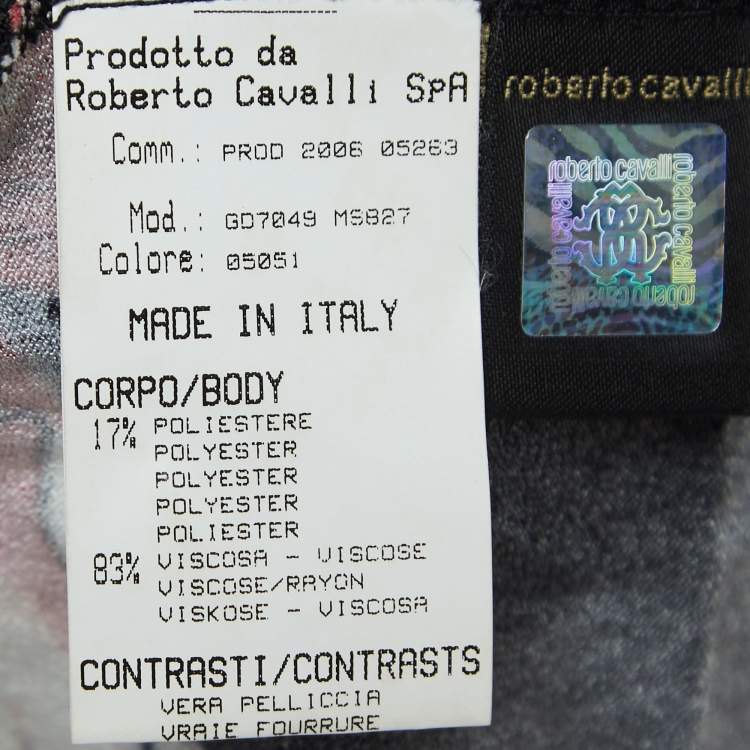 Prodotto da
Roberto Cavalli SpA
Comm.: PROD 2006 05263
Mod.: GD7049 MS827
Colore: 05051
MADE IN ITALY
CORPO/BODY
17% POLIESTERE
POLYESTER
POLYESTER
POLYESTER
POLIESTER
83% VISCOSA - VISCOSE
VISCOSE/RAYON
VISKOSE - VISCOSA
CONTRASTI/CONTRASTS
VERA PELLICCIA
VRAIE FOURRURE
roberto cavalli
roberto cavalli
roberto cavalli
roberto cavalli
roberto cavalli